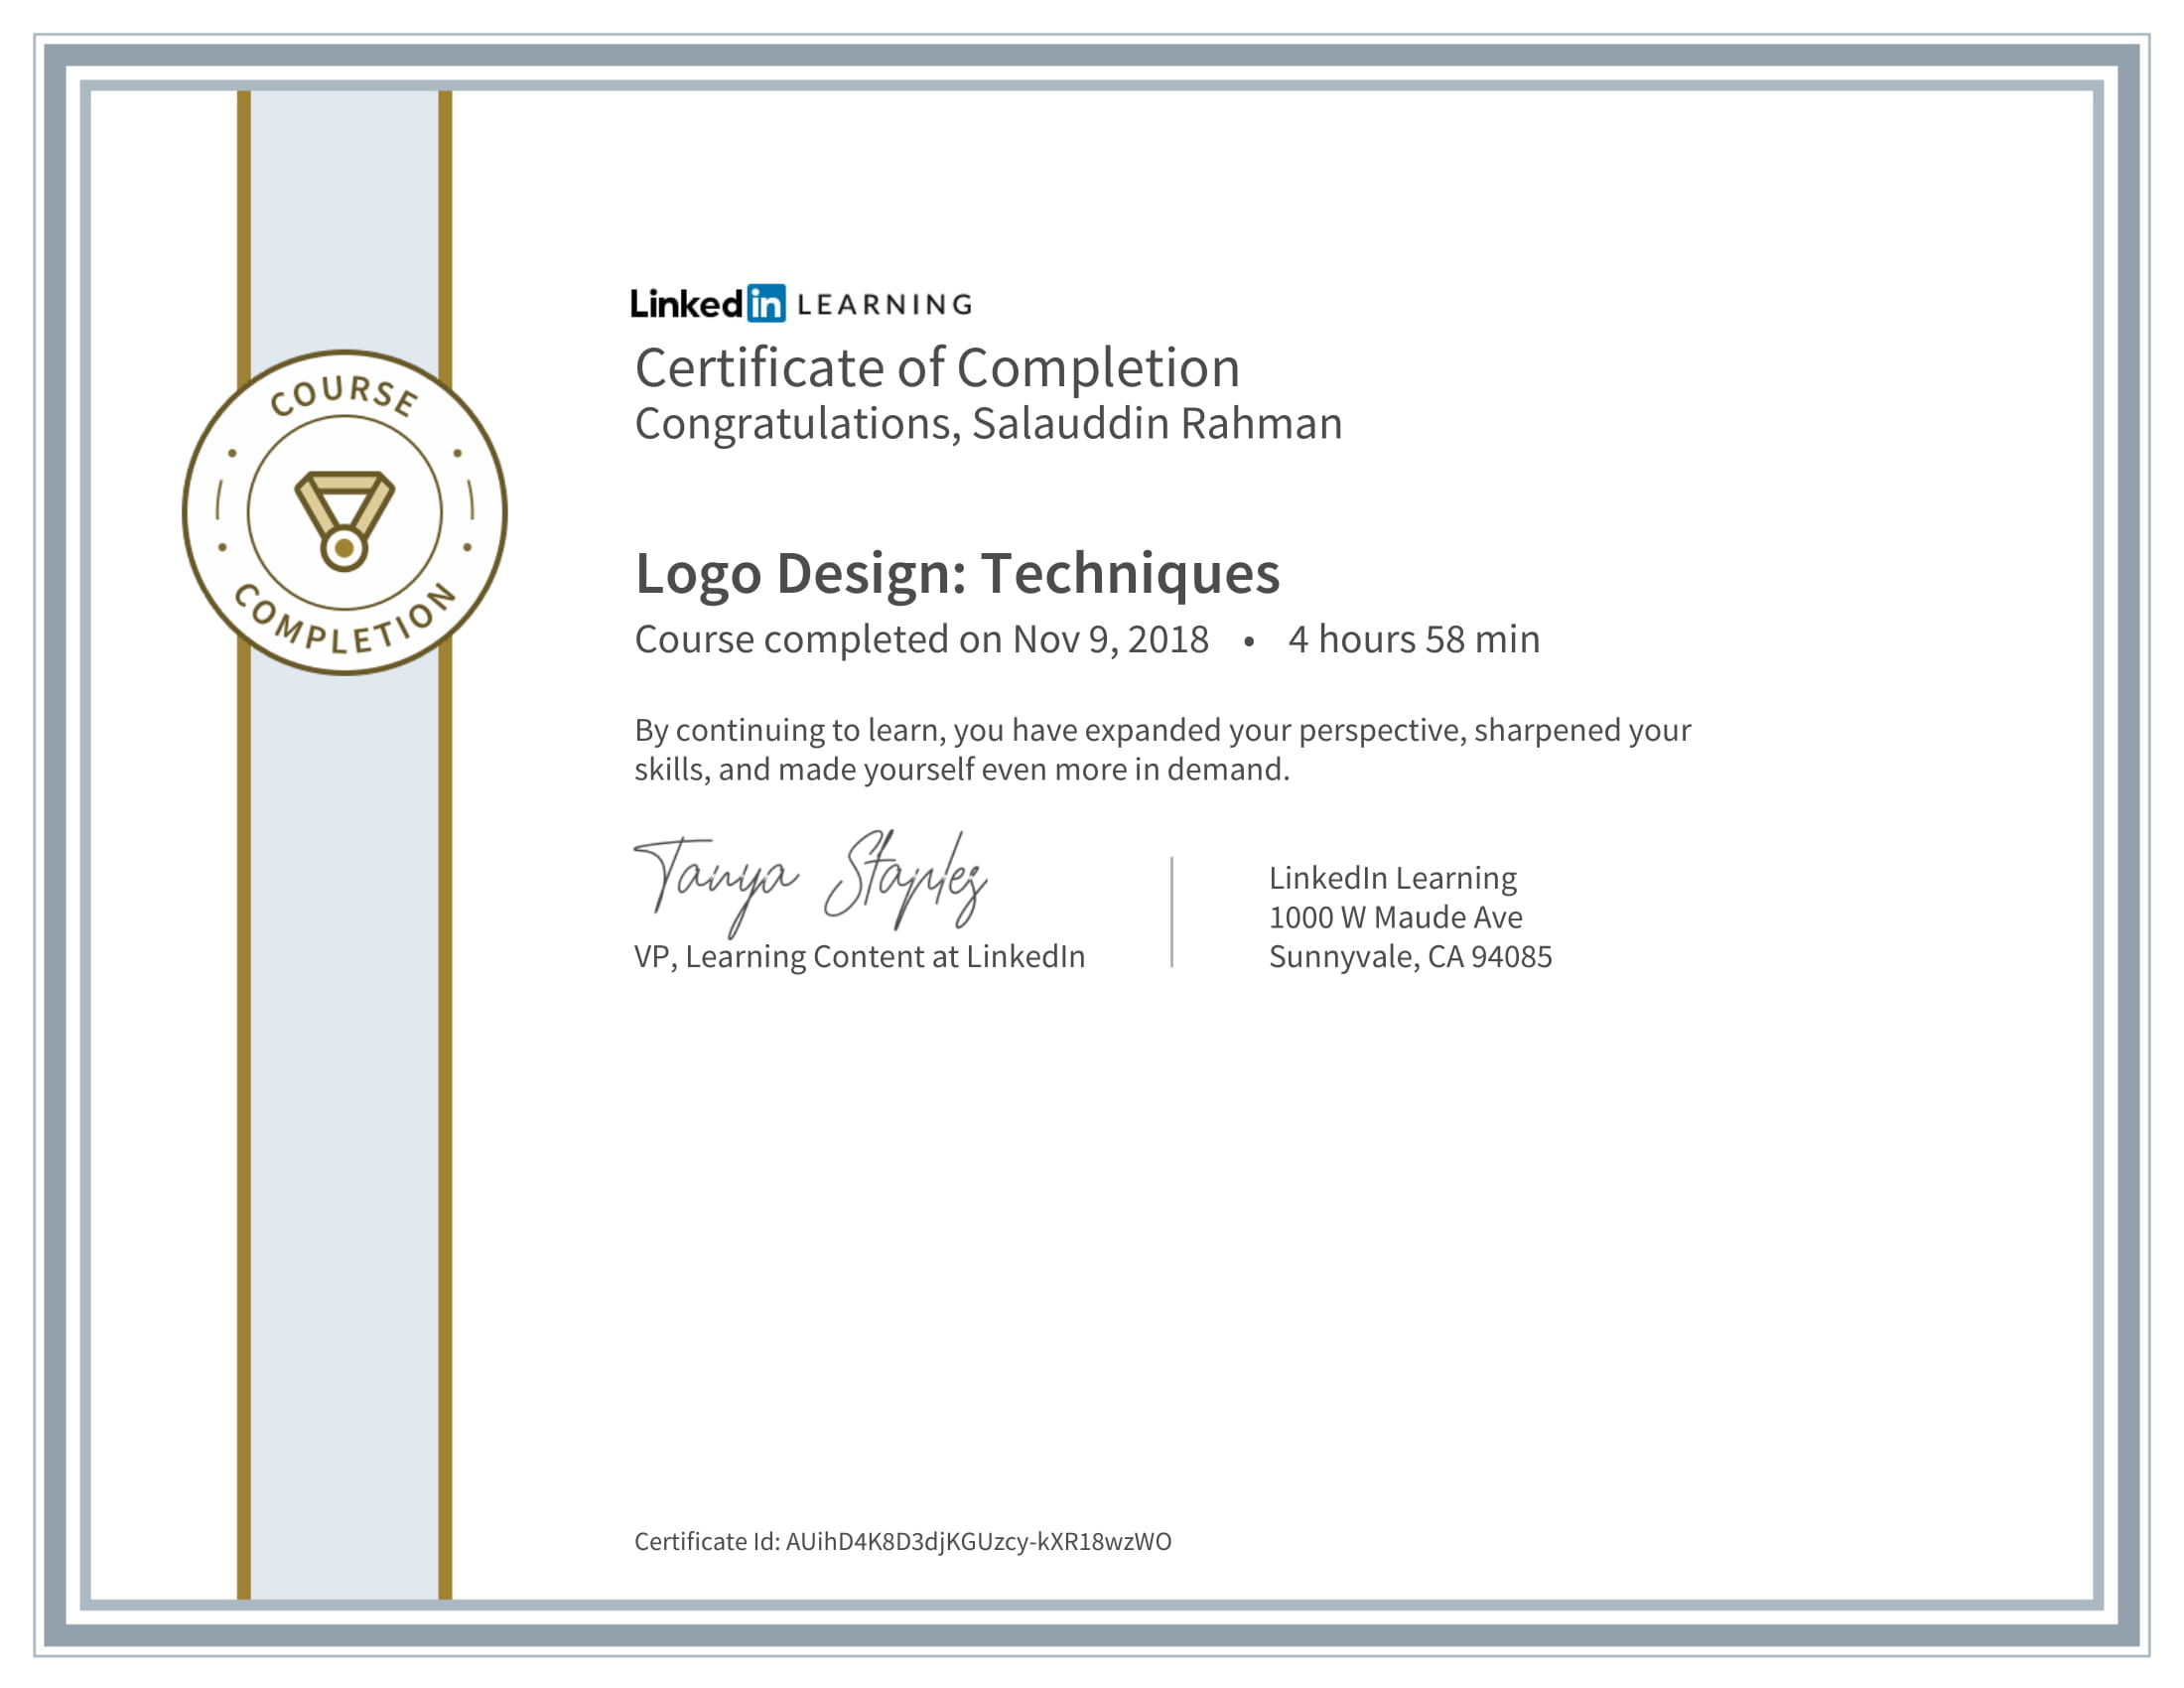 COURSE
COMPLETION
Linked in LEARNING
Certificate of Completion
Congratulations, Salauddin Rahman
Logo Design: Techniques
Course completed on Nov 9, 2018 • 4 hours 58 min
By continuing to learn, you have expanded your perspective, sharpened your
skills, and made yourself even more in demand.
Tanya Staples
VP, Learning Content at LinkedIn
LinkedIn Learning
1000 W Maude Ave
Sunnyvale, CA 94085
Certificate Id: AUihD4K8D3djKGUzcy-kXR18wzWO